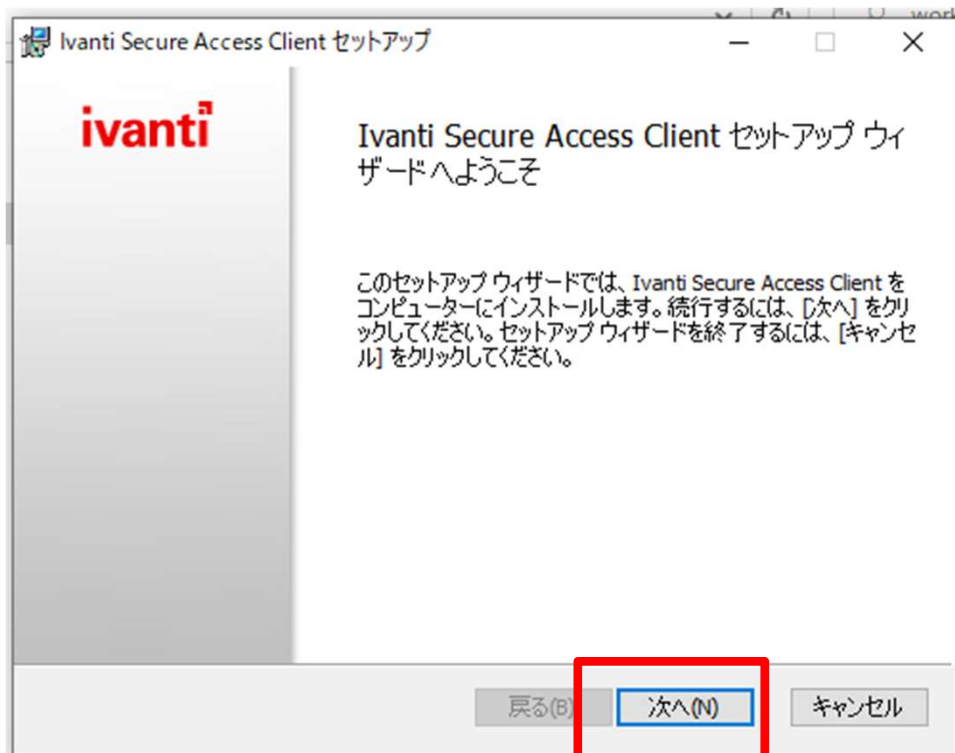 work
Ivanti Secure Access Client セットアップ
ivanti
Ivanti Secure Access Client セットアップ ウィ
ザードへようこそ
このセットアップ ウィザードでは、Ivanti Secure Access Client を
コンピューターにインストールします。続行するには、[次へ] をクリ
ックしてください。セットアップ ウィザードを終了するには、[キャンセ
ル] をクリックしてください。
戻る(B)
次へ(N)
キャンセル